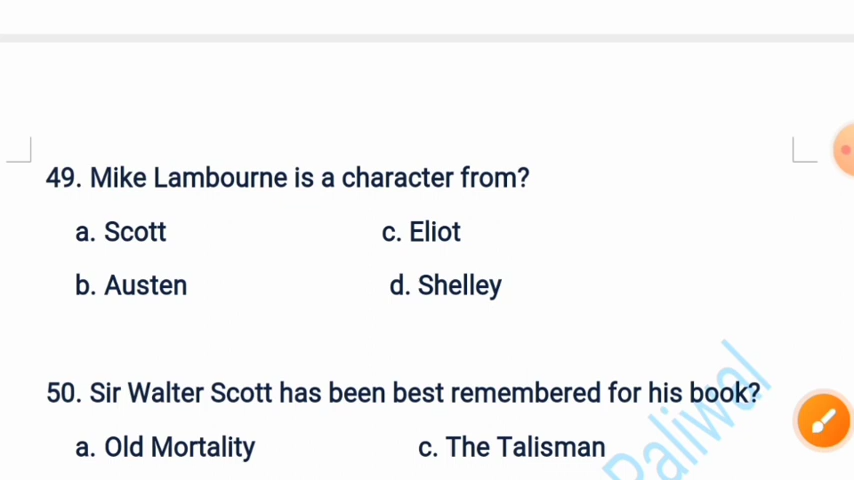 49. Mike Lambourne is a character from?
a. Scott c. Eliot
b. Austen d. Shelley
50. Sir Walter Scott has been best remembered for his book?
a. Old Mortality c. The Talisman
Paliwal